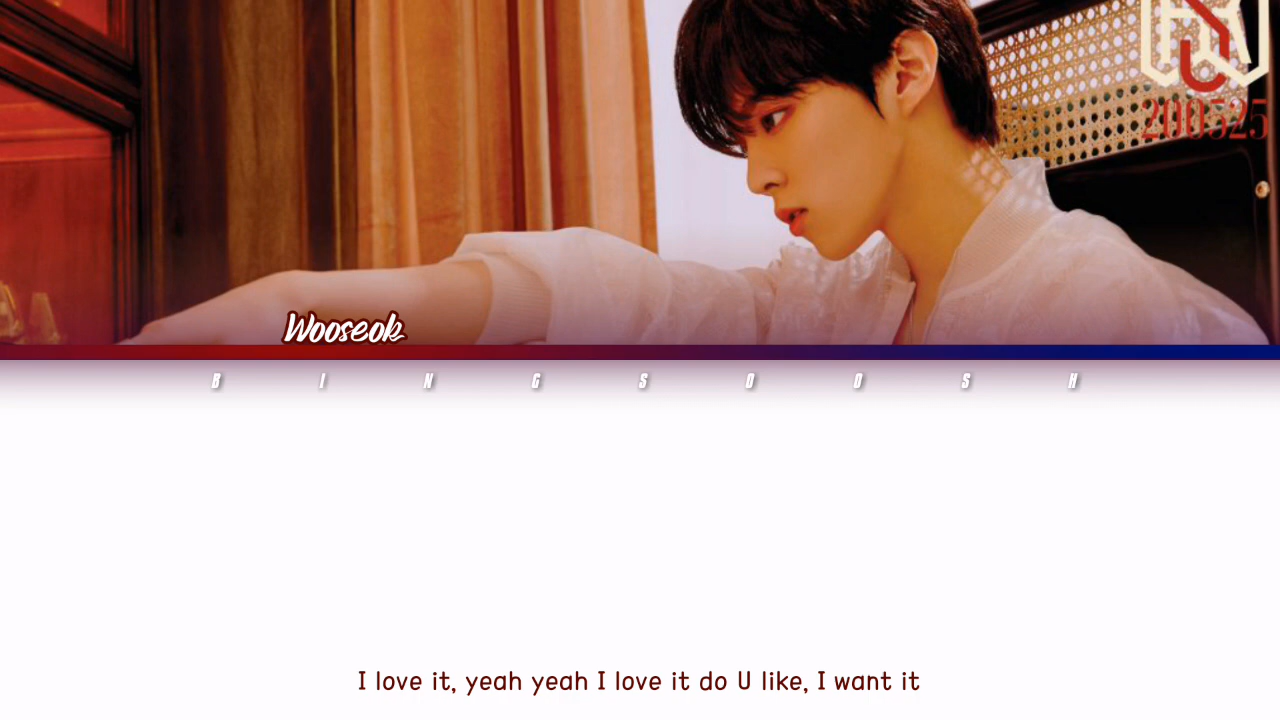 200525
Wooseok
B I N G S O O S H
I love it, yeah yeah I love it do U like, I want it